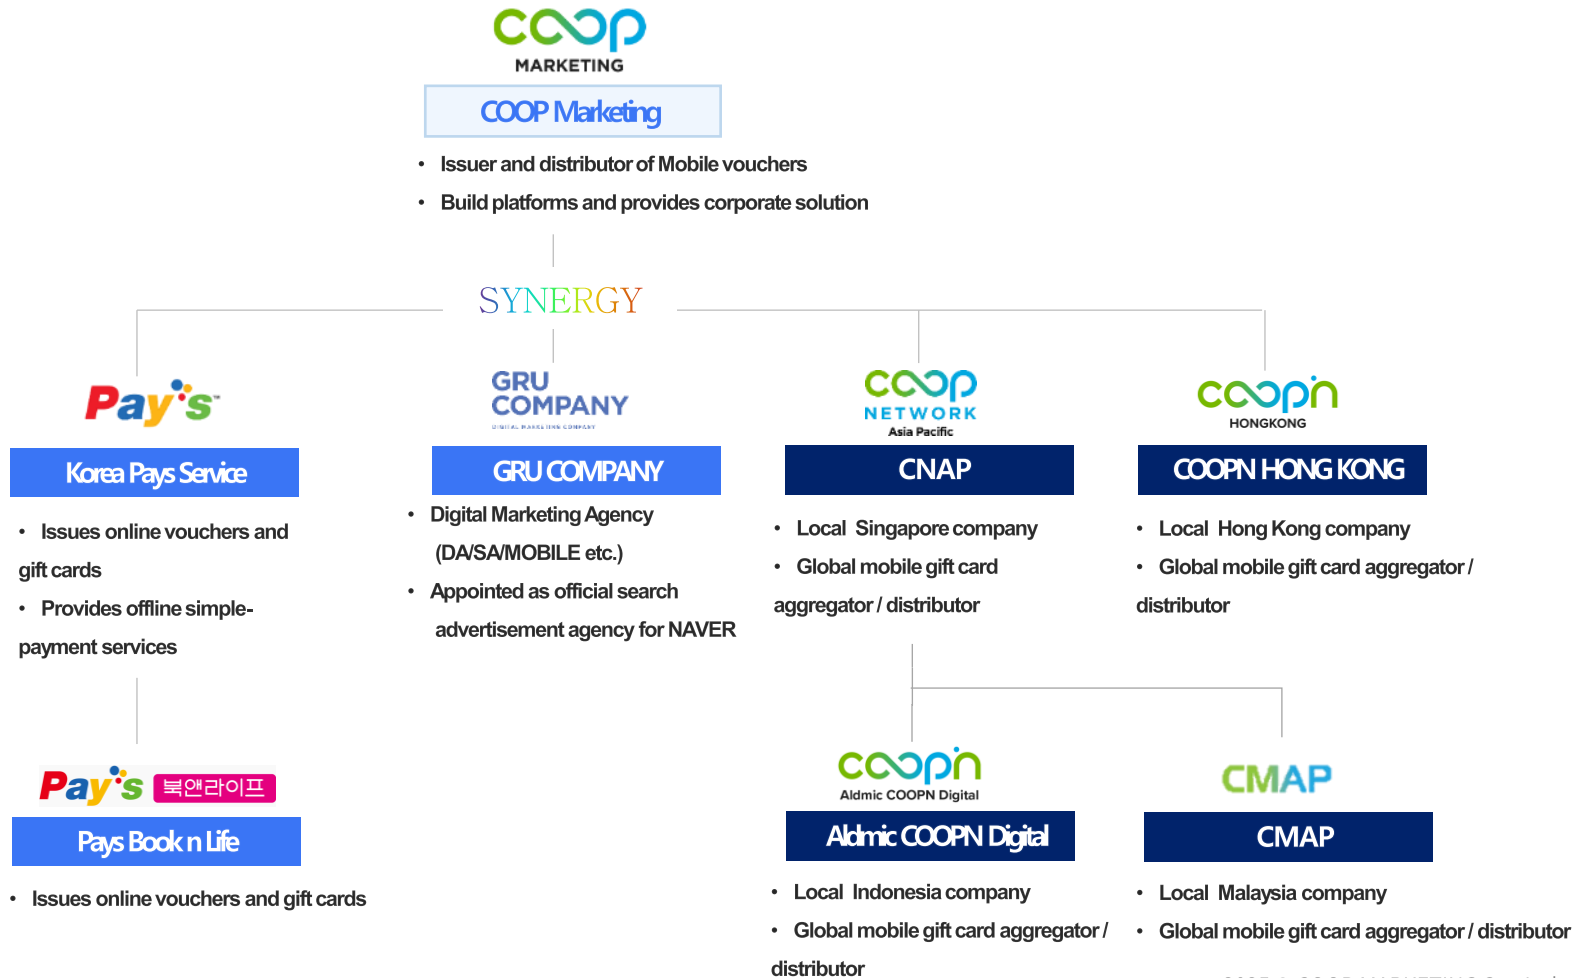 coop
MARKETING
COOP Marketing
• Issuer and distributor of Mobile vouchers
• Build platforms and provides corporate solution
SYNERGY
Pay's™
Korea Pays Service
• Issues online vouchers and
gift cards
• Provides offline simple-
payment services
GRU
COMPANY
DIGITAL MARKETING COMPANY
GRU COMPANY
• Digital Marketing Agency
(DA/SA/MOBILE etc.)
• Appointed as official search
advertisement agency for NAVER
coop
NETWORK
Asia Pacific
CNAP
• Local Singapore company
• Global mobile gift card
aggregator / distributor
coopn
HONGKONG
COOPN HONG KONG
• Local Hong Kong company
• Global mobile gift card aggregator /
distributor
Pay's 북앤라이프
Pays Book n Life
• Issues online vouchers and gift cards
coopn
Aldmic COOPN Digital
Aldmic COOPN Digital
• Local Indonesia company
• Global mobile gift card aggregator /
distributor
CMAP
CMAP
• Local Malaysia company
• Global mobile gift card aggregator / distributor